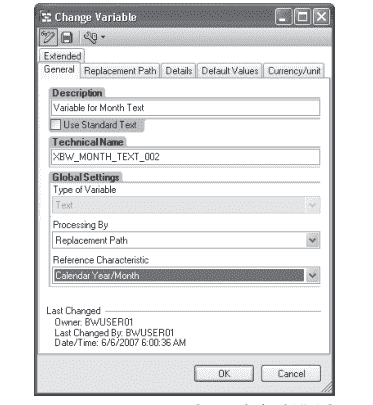 Change Variable
Extended
General Replacement Path Details Default Values Currency/unit
Description
Variable for Month Text
Use Standard Text
Technical Name
XBW_MONTH_TEXT_002
Global Settings
Type of Variable
Text
Processing By
Replacement Path
Reference Characteristic
Calendar Year/Month
Last Changed
Owner: BWUSER01
Last Changed By: BWUSER01
Date/Time: 6/6/2007 6:00:36 AM
OK Cancel